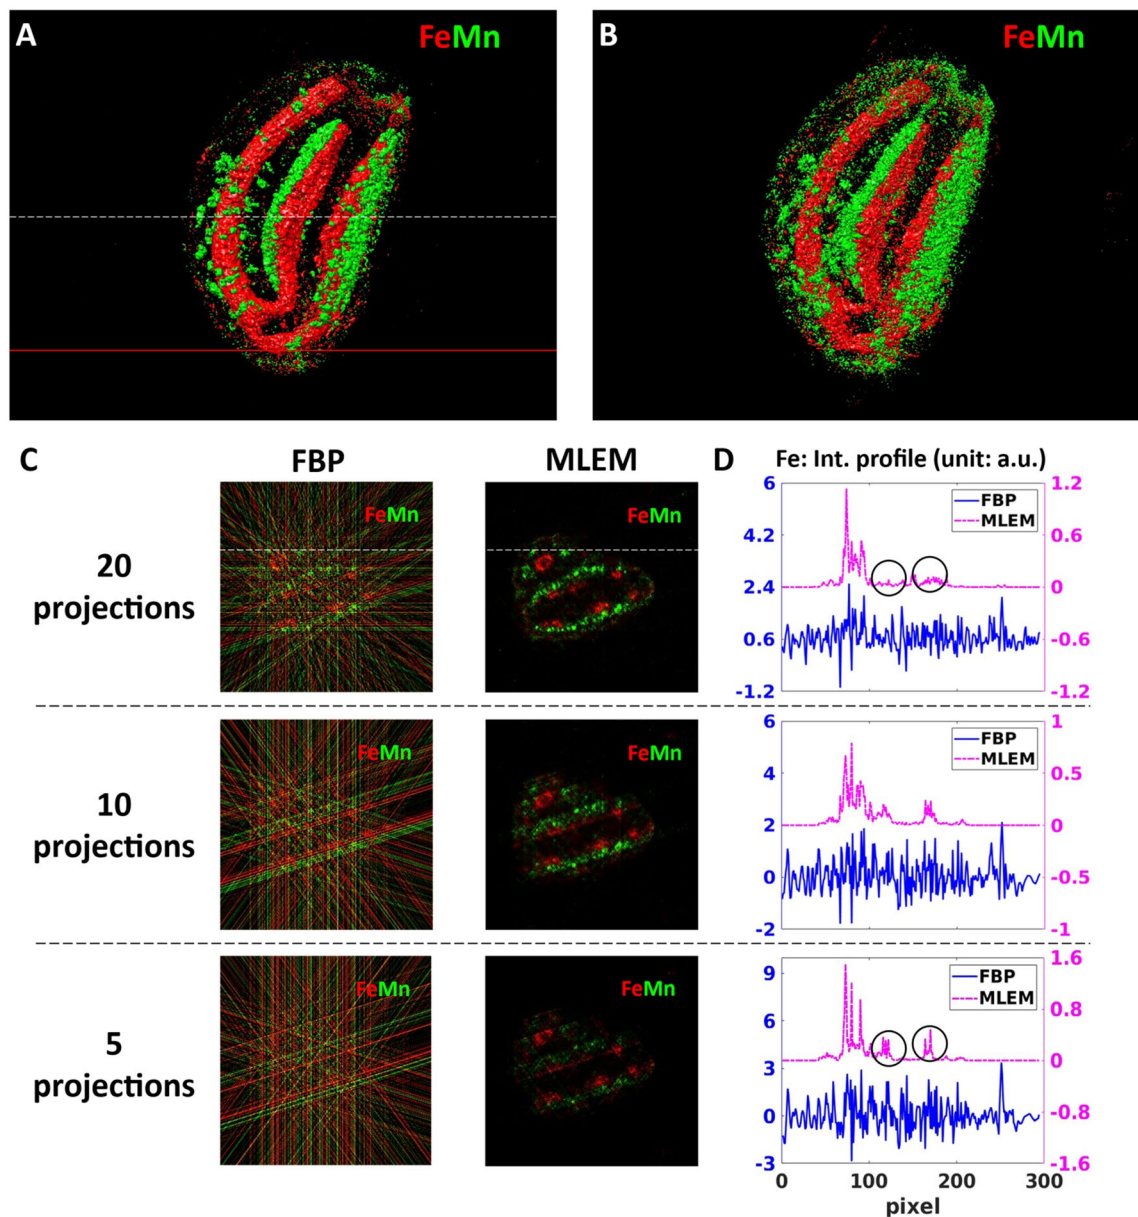 A
FeMn
B
FeMn
C
FBP
MLEM
D
Fe: Int. profile (unit: a.u.)
20
projections
FeMn
FeMn
6
4.2
2.4
0.6
-1.2
FBP
MLEM
1.2
0.6
0
-0.6
-1.2
10
projections
FeMn
FeMn
6
4
2
0
-2
FBP
MLEM
1
0.5
0
-0.5
-1
5
projections
FeMn
FeMn
9
6
3
0
-3
FBP
MLEM
1.6
0.8
0
-0.8
-1.6
0
100
200
300
pixel